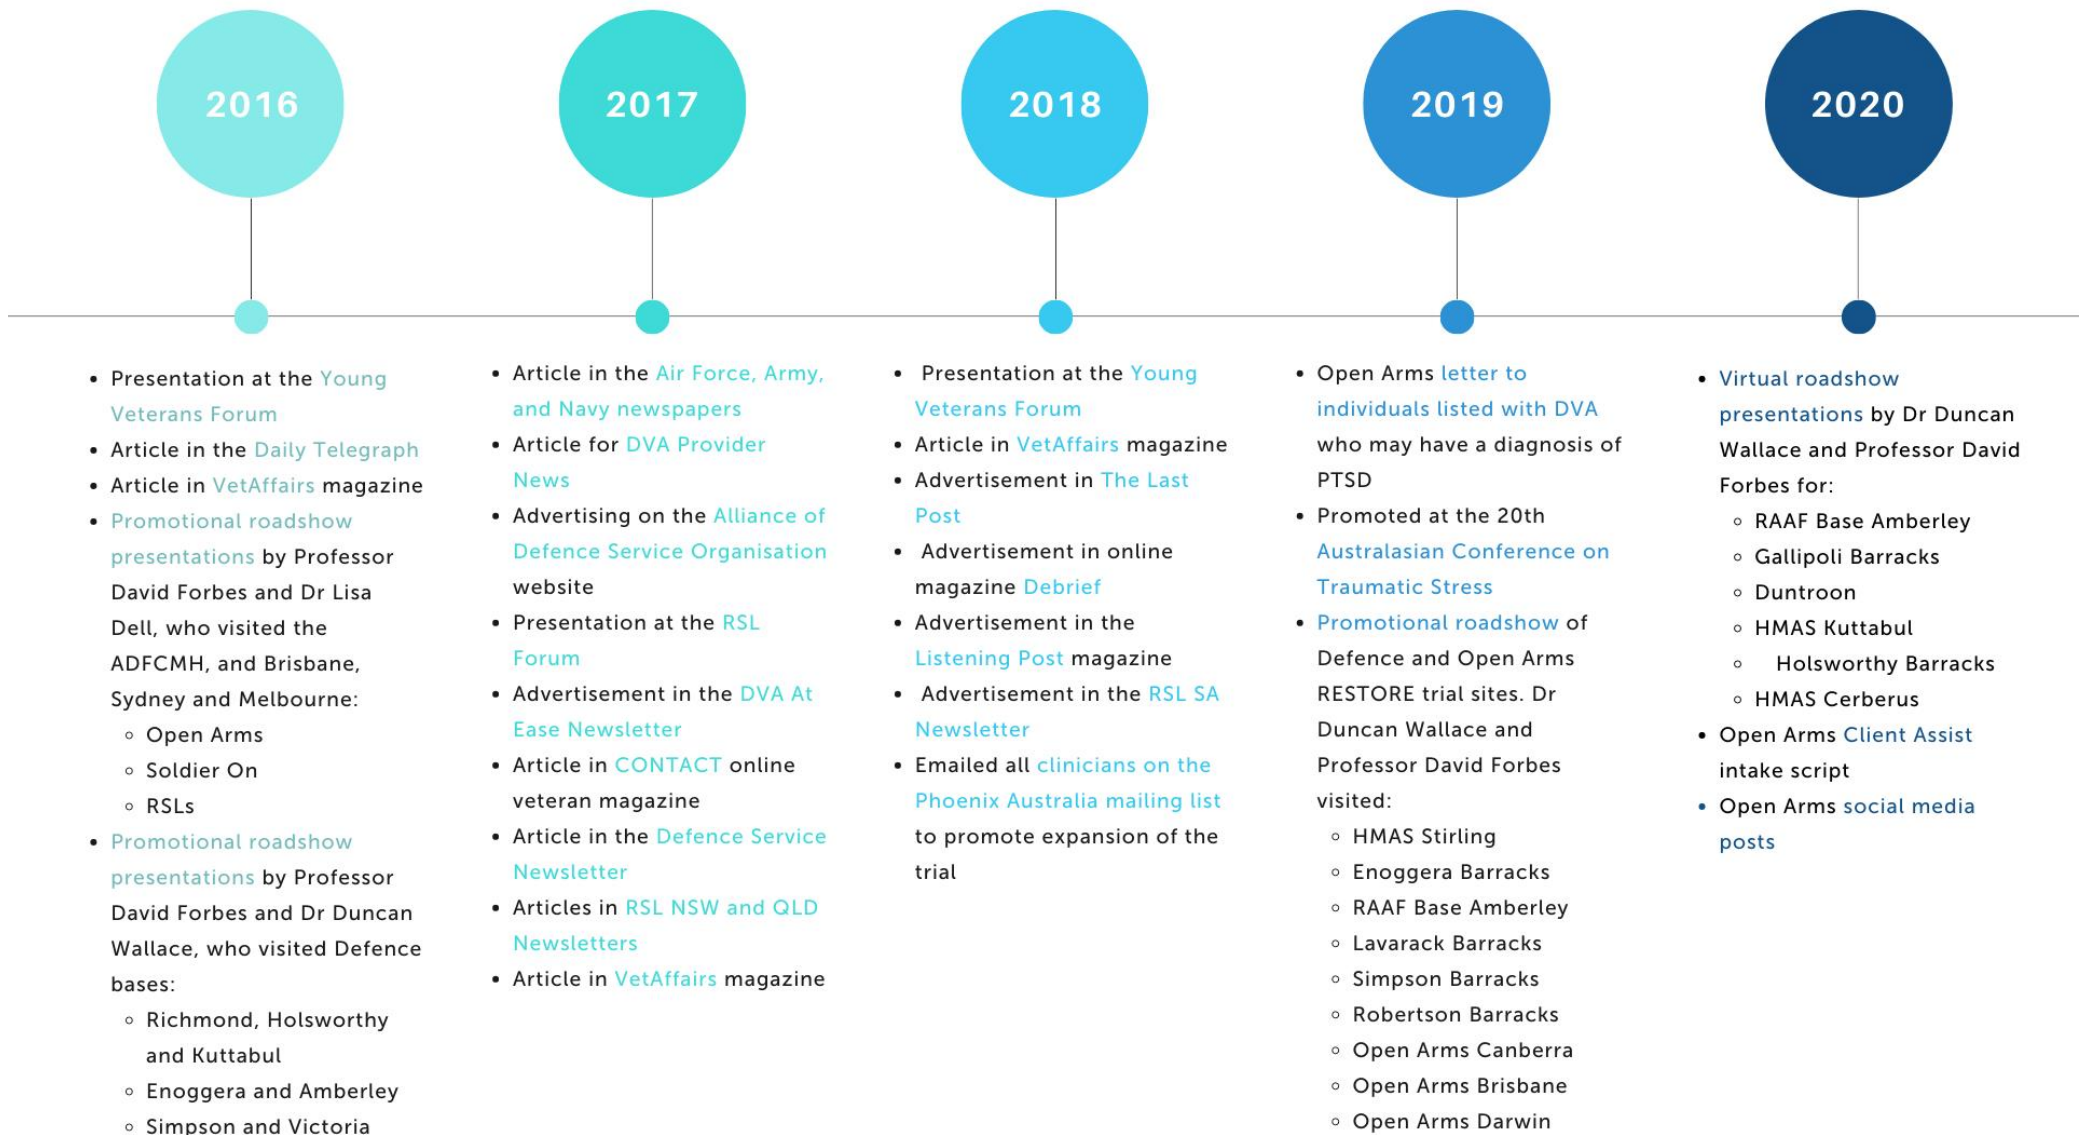 2016
2017
2018
2019
2020
• Presentation at the Young
Veterans Forum
• Article in the Daily Telegraph
• Article in VetAffairs magazine
• Promotional roadshow
presentations by Professor
David Forbes and Dr Lisa
Dell, who visited the
ADFCMH, and Brisbane,
Sydney and Melbourne:
◦ Open Arms
◦ Soldier On
◦ RSLs
• Promotional roadshow
presentations by Professor
David Forbes and Dr Duncan
Wallace, who visited Defence
bases:
◦ Richmond, Holsworthy
and Kuttabul
◦ Enoggera and Amberley
◦ Simpson and Victoria
• Article in the Air Force, Army,
and Navy newspapers
• Article for DVA Provider
News
• Advertising on the Alliance of
Defence Service Organisation
website
• Presentation at the RSL
Forum
• Advertisement in the DVA At
Ease Newsletter
• Article in CONTACT online
veteran magazine
• Article in the Defence Service
Newsletter
• Articles in RSL NSW and QLD
Newsletters
• Article in VetAffairs magazine
• Presentation at the Young
Veterans Forum
• Article in VetAffairs magazine
• Advertisement in The Last
Post
• Advertisement in online
magazine Debrief
• Advertisement in the
Listening Post magazine
• Advertisement in the RSL SA
Newsletter
• Emailed all clinicians on the
Phoenix Australia mailing list
to promote expansion of the
trial
• Open Arms letter to
individuals listed with DVA
who may have a diagnosis of
PTSD
• Promoted at the 20th
Australasian Conference on
Traumatic Stress
• Promotional roadshow of
Defence and Open Arms
RESTORE trial sites. Dr
Duncan Wallace and
Professor David Forbes
visited:
◦ HMAS Stirling
◦ Enoggera Barracks
◦ RAAF Base Amberley
◦ Lavarack Barracks
◦ Simpson Barracks
◦ Robertson Barracks
◦ Open Arms Canberra
◦ Open Arms Brisbane
◦ Open Arms Darwin
• Virtual roadshow
presentations by Dr Duncan
Wallace and Professor David
Forbes for:
◦ RAAF Base Amberley
◦ Gallipoli Barracks
◦ Duntroon
◦ HMAS Kuttabul
◦ Holsworthy Barracks
◦ HMAS Cerberus
• Open Arms Client Assist
intake script
• Open Arms social media
posts